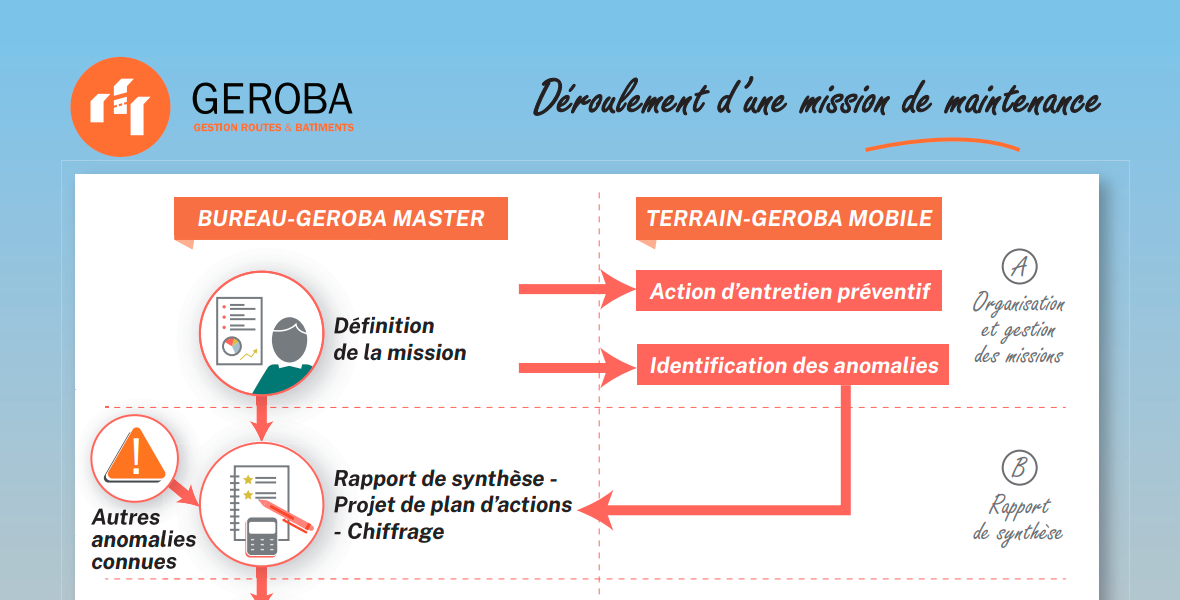 GEROBA
GESTION ROUTES & BATIMENTS
Déroulement d'une mission de maintenance
BUREAU-GEROBA MASTER
TERRAIN-GEROBA MOBILE
Définition
de la mission
Action d'entretien préventif
Identification des anomalies
A
Organisation
et gestion
des missions
Autres
anomalies
connues
Rapport de synthèse -
Projet de plan d'actions
- Chiffrage
B
Rapport
de synthèse